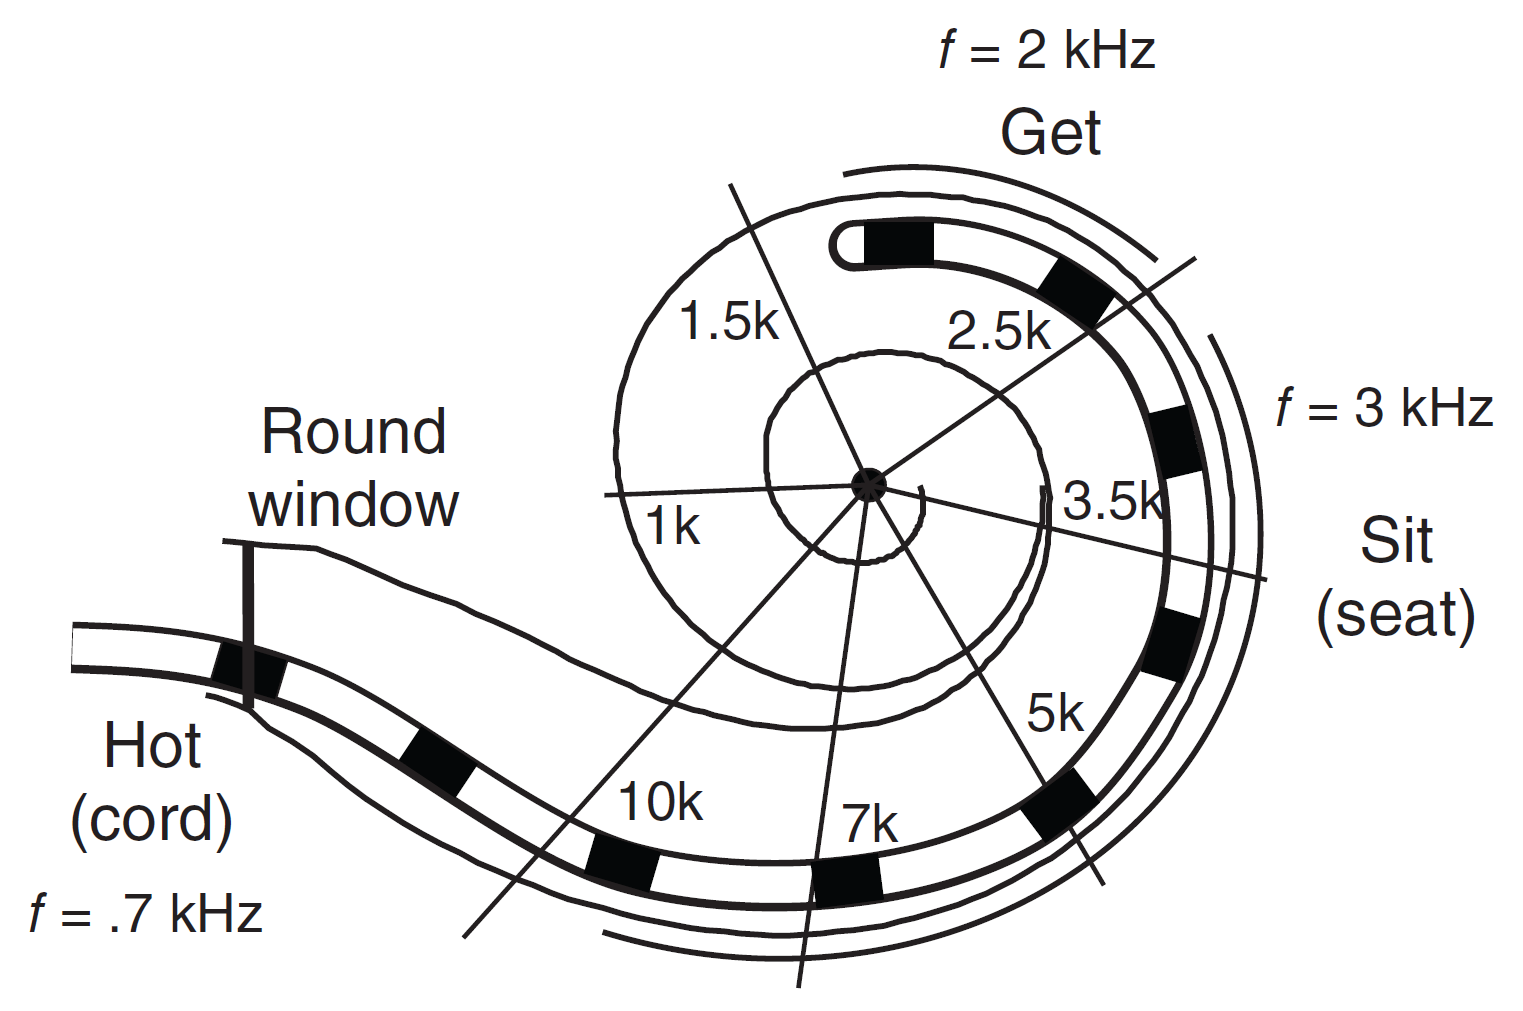 f = 2 kHz
Get
1.5k
2.5k
f = 3 kHz
Round
window
1k
3.5k
Sit
(seat)
5k
Hot
(cord)
10k
7k
f = .7 kHz